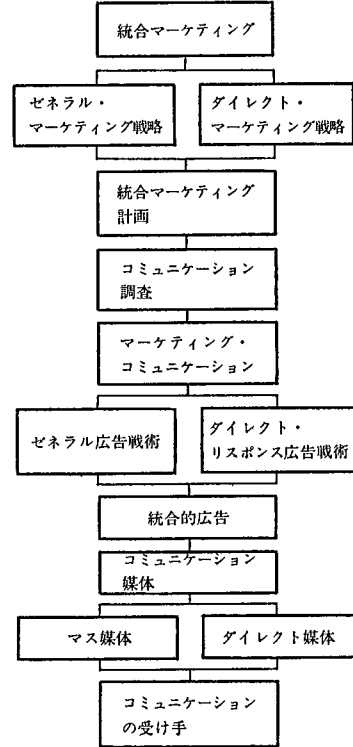 統合マーケティング
ゼネラル・
マーケティング戦略
ダイレクト・
マーケティング戦略
統合マーケティング
計画
コミュニケーション
調査
マーケティング・
コミュニケーション
ゼネラル広告戦術
ダイレクト・
リスポンス広告戦術
統合的広告
コミュニケーション
媒体
マス媒体
ダイレクト媒体
コミュニケーション
の受け手